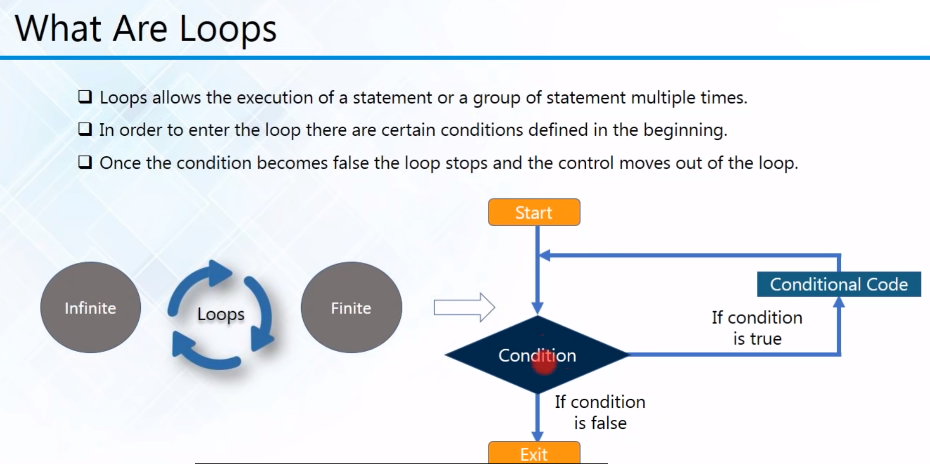 What Are Loops
❑ Loops allows the execution of a statement or a group of statement multiple times.
❑ In order to enter the loop there are certain conditions defined in the beginning.
❑ Once the condition becomes false the loop stops and the control moves out of the loop.
Start
Conditional Code
Infinite
Loops
Finite
If condition
is true
Condition
If condition
is false
Exit